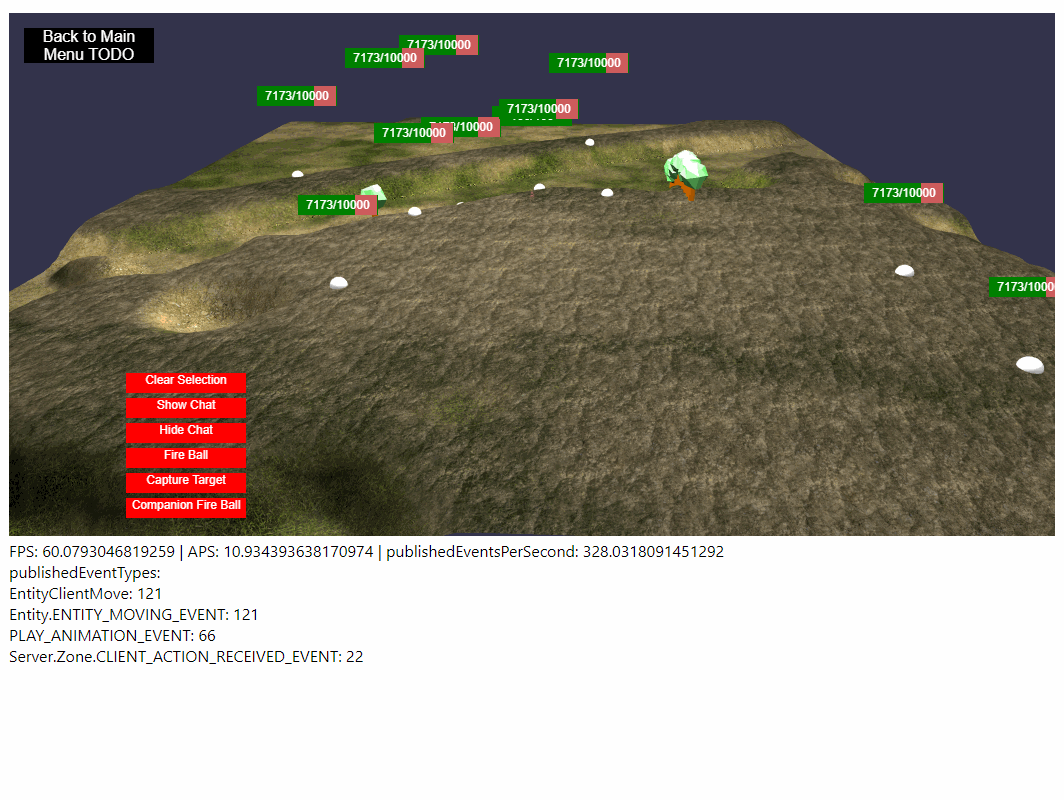 Back to Main
Menu TODO
7173/10000
7173/10000
7173/10000
7173/10000
7173/10000
7173/10000
7173/10000
7173/10000
7173/10000
7173/1000
Clear Selection
Show Chat
Hide Chat
Fire Ball
Capture Target
Companion Fire Ball
FPS: 60.0793046819259 | APS: 10.934393638170974 | publishedEventsPerSecond: 328.0318091451292
publishedEventTypes:
EntityClientMove: 121
Entity.ENTITY_MOVING_EVENT: 121
PLAY_ANIMATION_EVENT: 66
Server.Zone.CLIENT_ACTION_RECEIVED_EVENT: 22